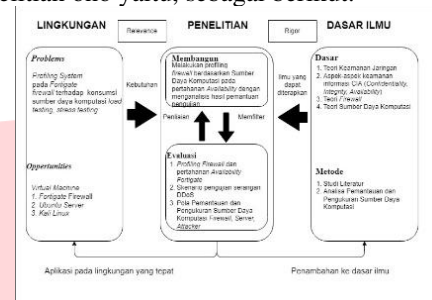 LINGKUNGAN
Relevance
PENELITIAN
Rigor
DASAR ILMU
Problems
Profiling System
pada Fortigate
firewall terhadap konsumsi
sumber daya komputasi load
testing, stress testing
Opportunities
Virtual Machine
1. Fortigate Firewall
2. Ubuntu Server
3. Kali Linux
Kebutuhan
Membangun
Melakukan profiling
firewall berdasarkan Sumber
Daya Komputasi pada
pertahanan Availability dengan
menganalisis hasil pemantauan
pengujian
Penilaian
Memfilter
Evaluasi
1. Profiling Firewall dan
pertahanan Availability
Fortigate
2. Skenario pengujian serangan
DDoS
3. Pola Pemantauan dan
Pengukuran Sumber Daya
Komputasi Firewall, Server,
Attacker
Ilmu yang
dapat
diterapkan
Dasar
1. Teori Keamanan Jaringan
2. Aspek-aspek keamanan
informasi CIA (Confidentiality,
Integrity, Availability)
3. Teori Firewall
4. Teori Sumber Daya Komputasi
Metode
1. Studi Literatur
2. Analisa Pemantauan dan
Pengukuran Sumber Daya
Komputasi
Aplikasi pada lingkungan yang tepat
Penambahan ke dasar ilmu